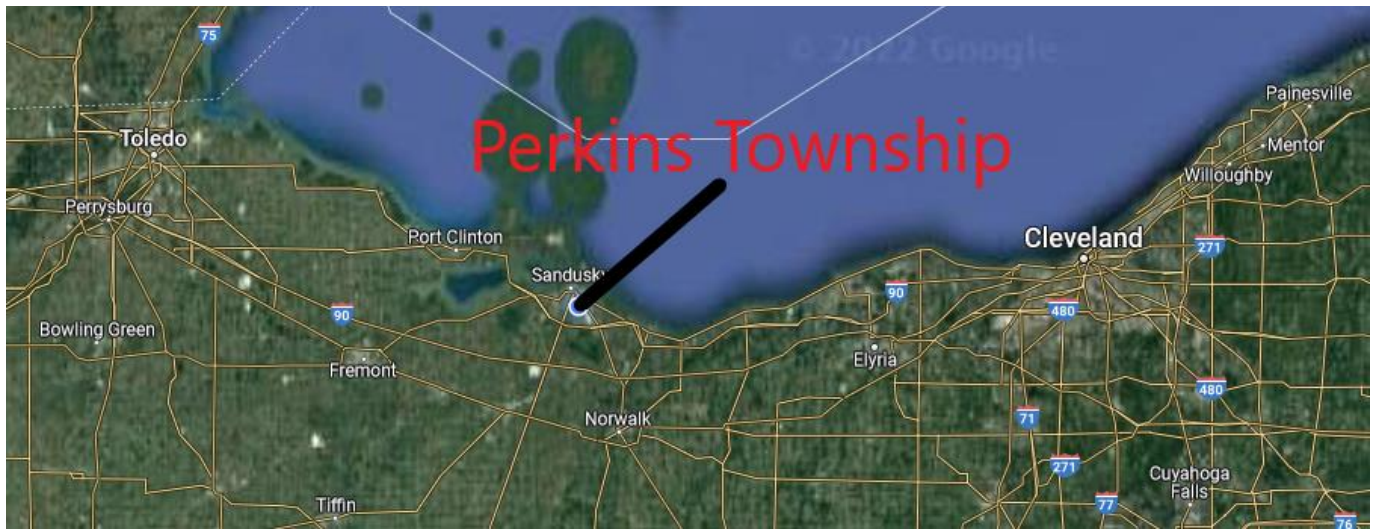 75
© 2022 Google
Painesville
Perkins Township
Toledo
Mentor
Willoughby
Perrysburg
Port Clinton
Cleveland
271
Sandusky
90
90
480
Bowling Green
Elyria
Fremont
480
Norwalk
71
271
Cuyahoga
Falls
Tiffin
77
76